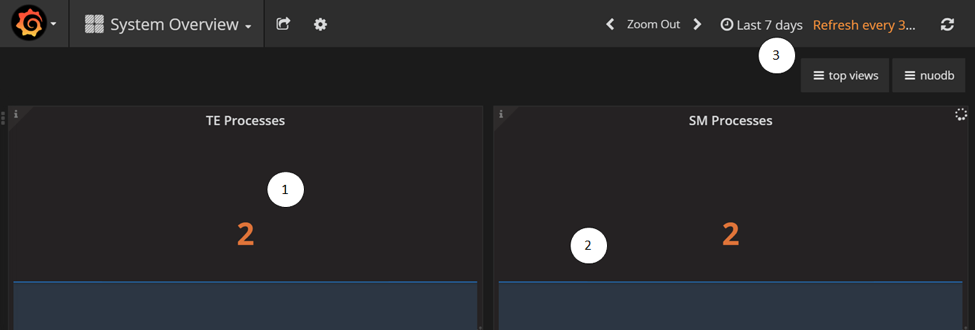 System Overview
Zoom Out
Last 7 days
Refresh every 3...
3
top views
nuodb
i
TE Processes
i
SM Processes
1
2
2
2